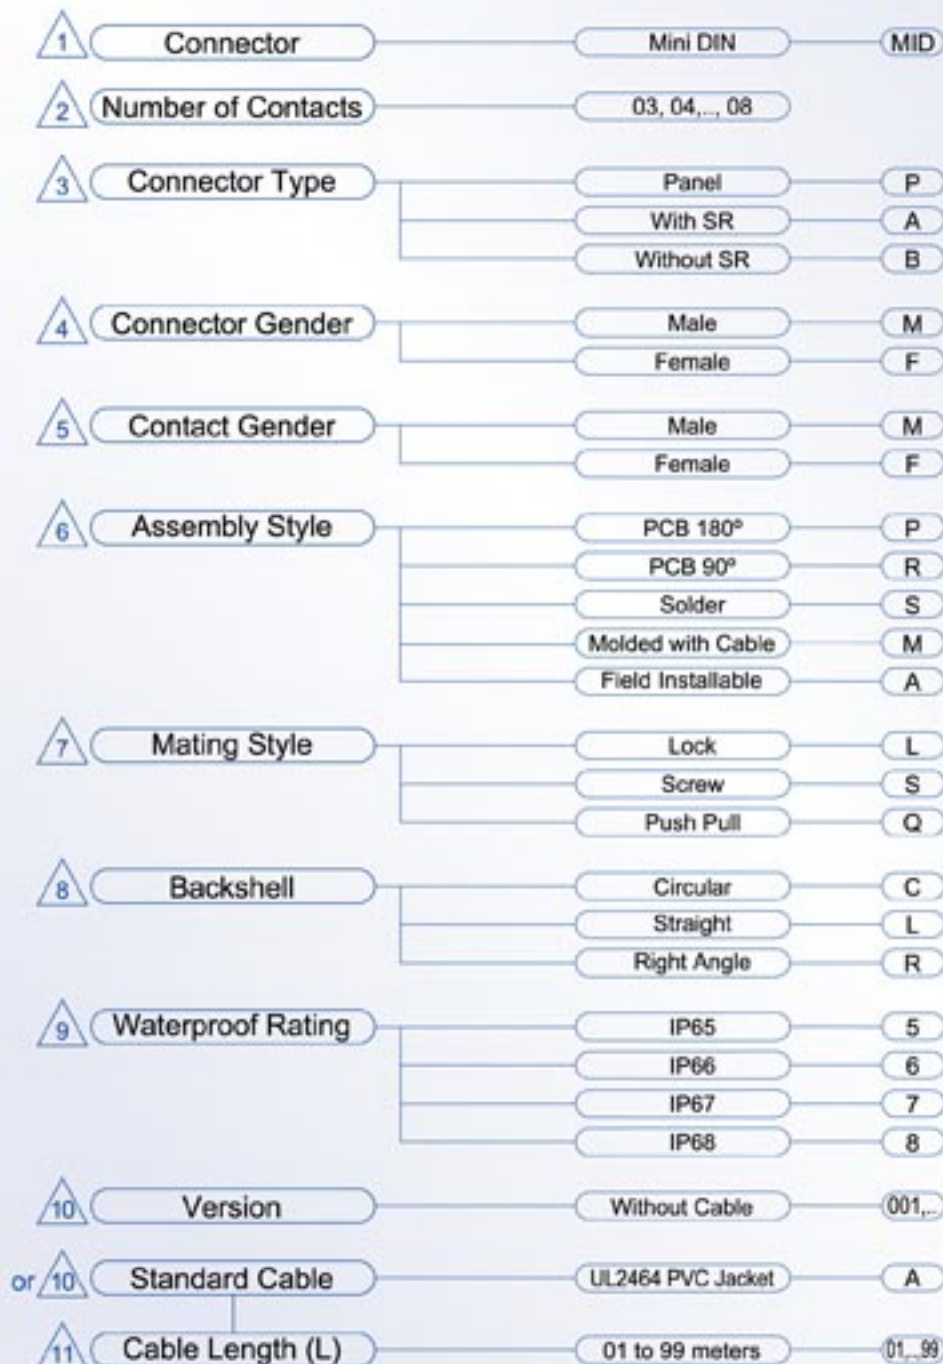 1 Connector Mini DIN MID
2 Number of Contacts 03, 04,.., 08
3 Connector Type Panel P
With SR A
Without SR B
4 Connector Gender Male M
Female F
5 Contact Gender Male M
Female F
6 Assembly Style PCB 180º P
PCB 90º R
Solder S
Molded with Cable M
Field Installable A
7 Mating Style Lock L
Screw S
Push Pull Q
8 Backshell Circular C
Straight L
Right Angle R
9 Waterproof Rating IP65 5
IP66 6
IP67 7
IP68 8
10 Version Without Cable 001,..
or 10 Standard Cable UL2464 PVC Jacket A
11 Cable Length (L) 01 to 99 meters 01...99